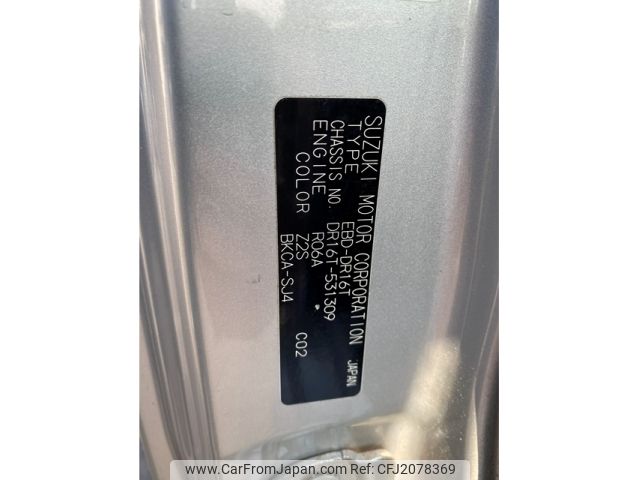 SUZUKI MOTOR CORPORATION JAPAN
TYPE EBD-DR16T
CHASSIS NO. DR16T-531309
ENGINE R06A
COLOR Z2S C02
BKCA-SJ4
www.CarFromJapan.com Ref:CFJ2078369